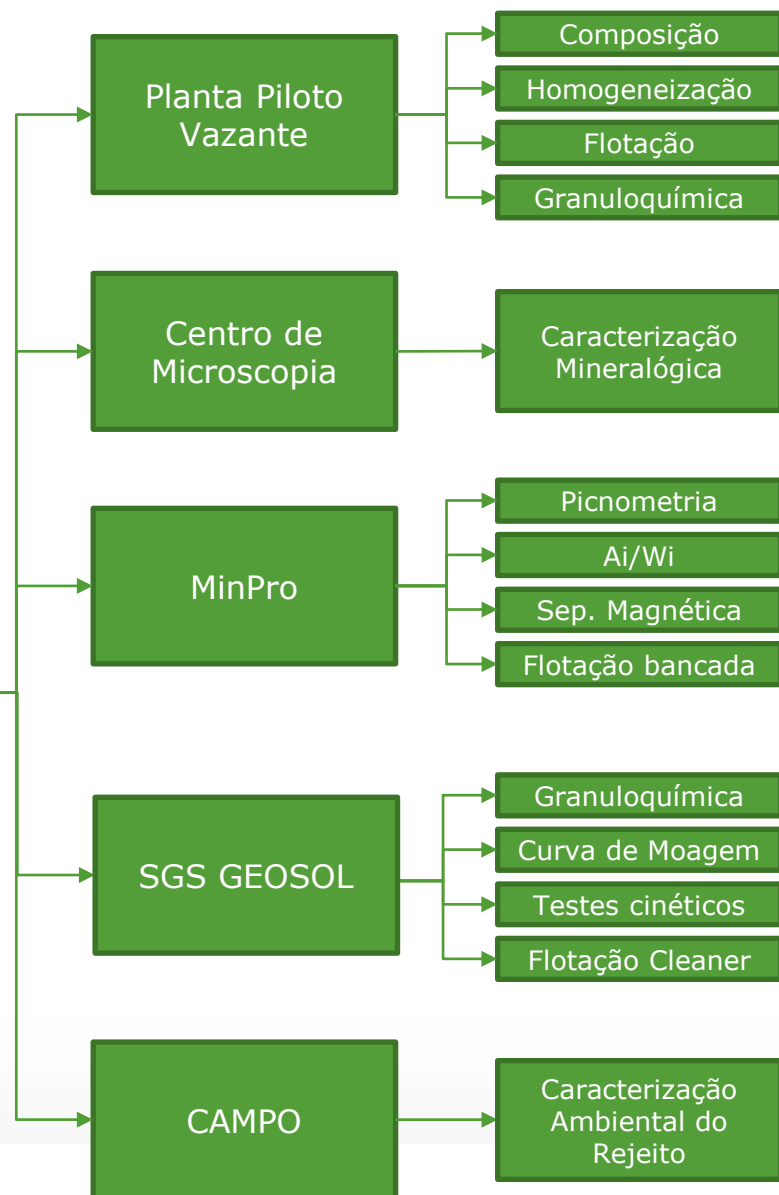 Planta Piloto
Vazante
Composição
Homogeneização
Flotação
Granuloquímica
Centro de
Microscopia
Caracterização
Mineralógica
MinPro
Picnometria
Ai/Wi
Sep. Magnética
Flotação bancada
SGS GEOSOL
Granuloquímica
Curva de Moagem
Testes cinéticos
Flotação Cleaner
CAMPO
Caracterização
Ambiental do
Rejeito